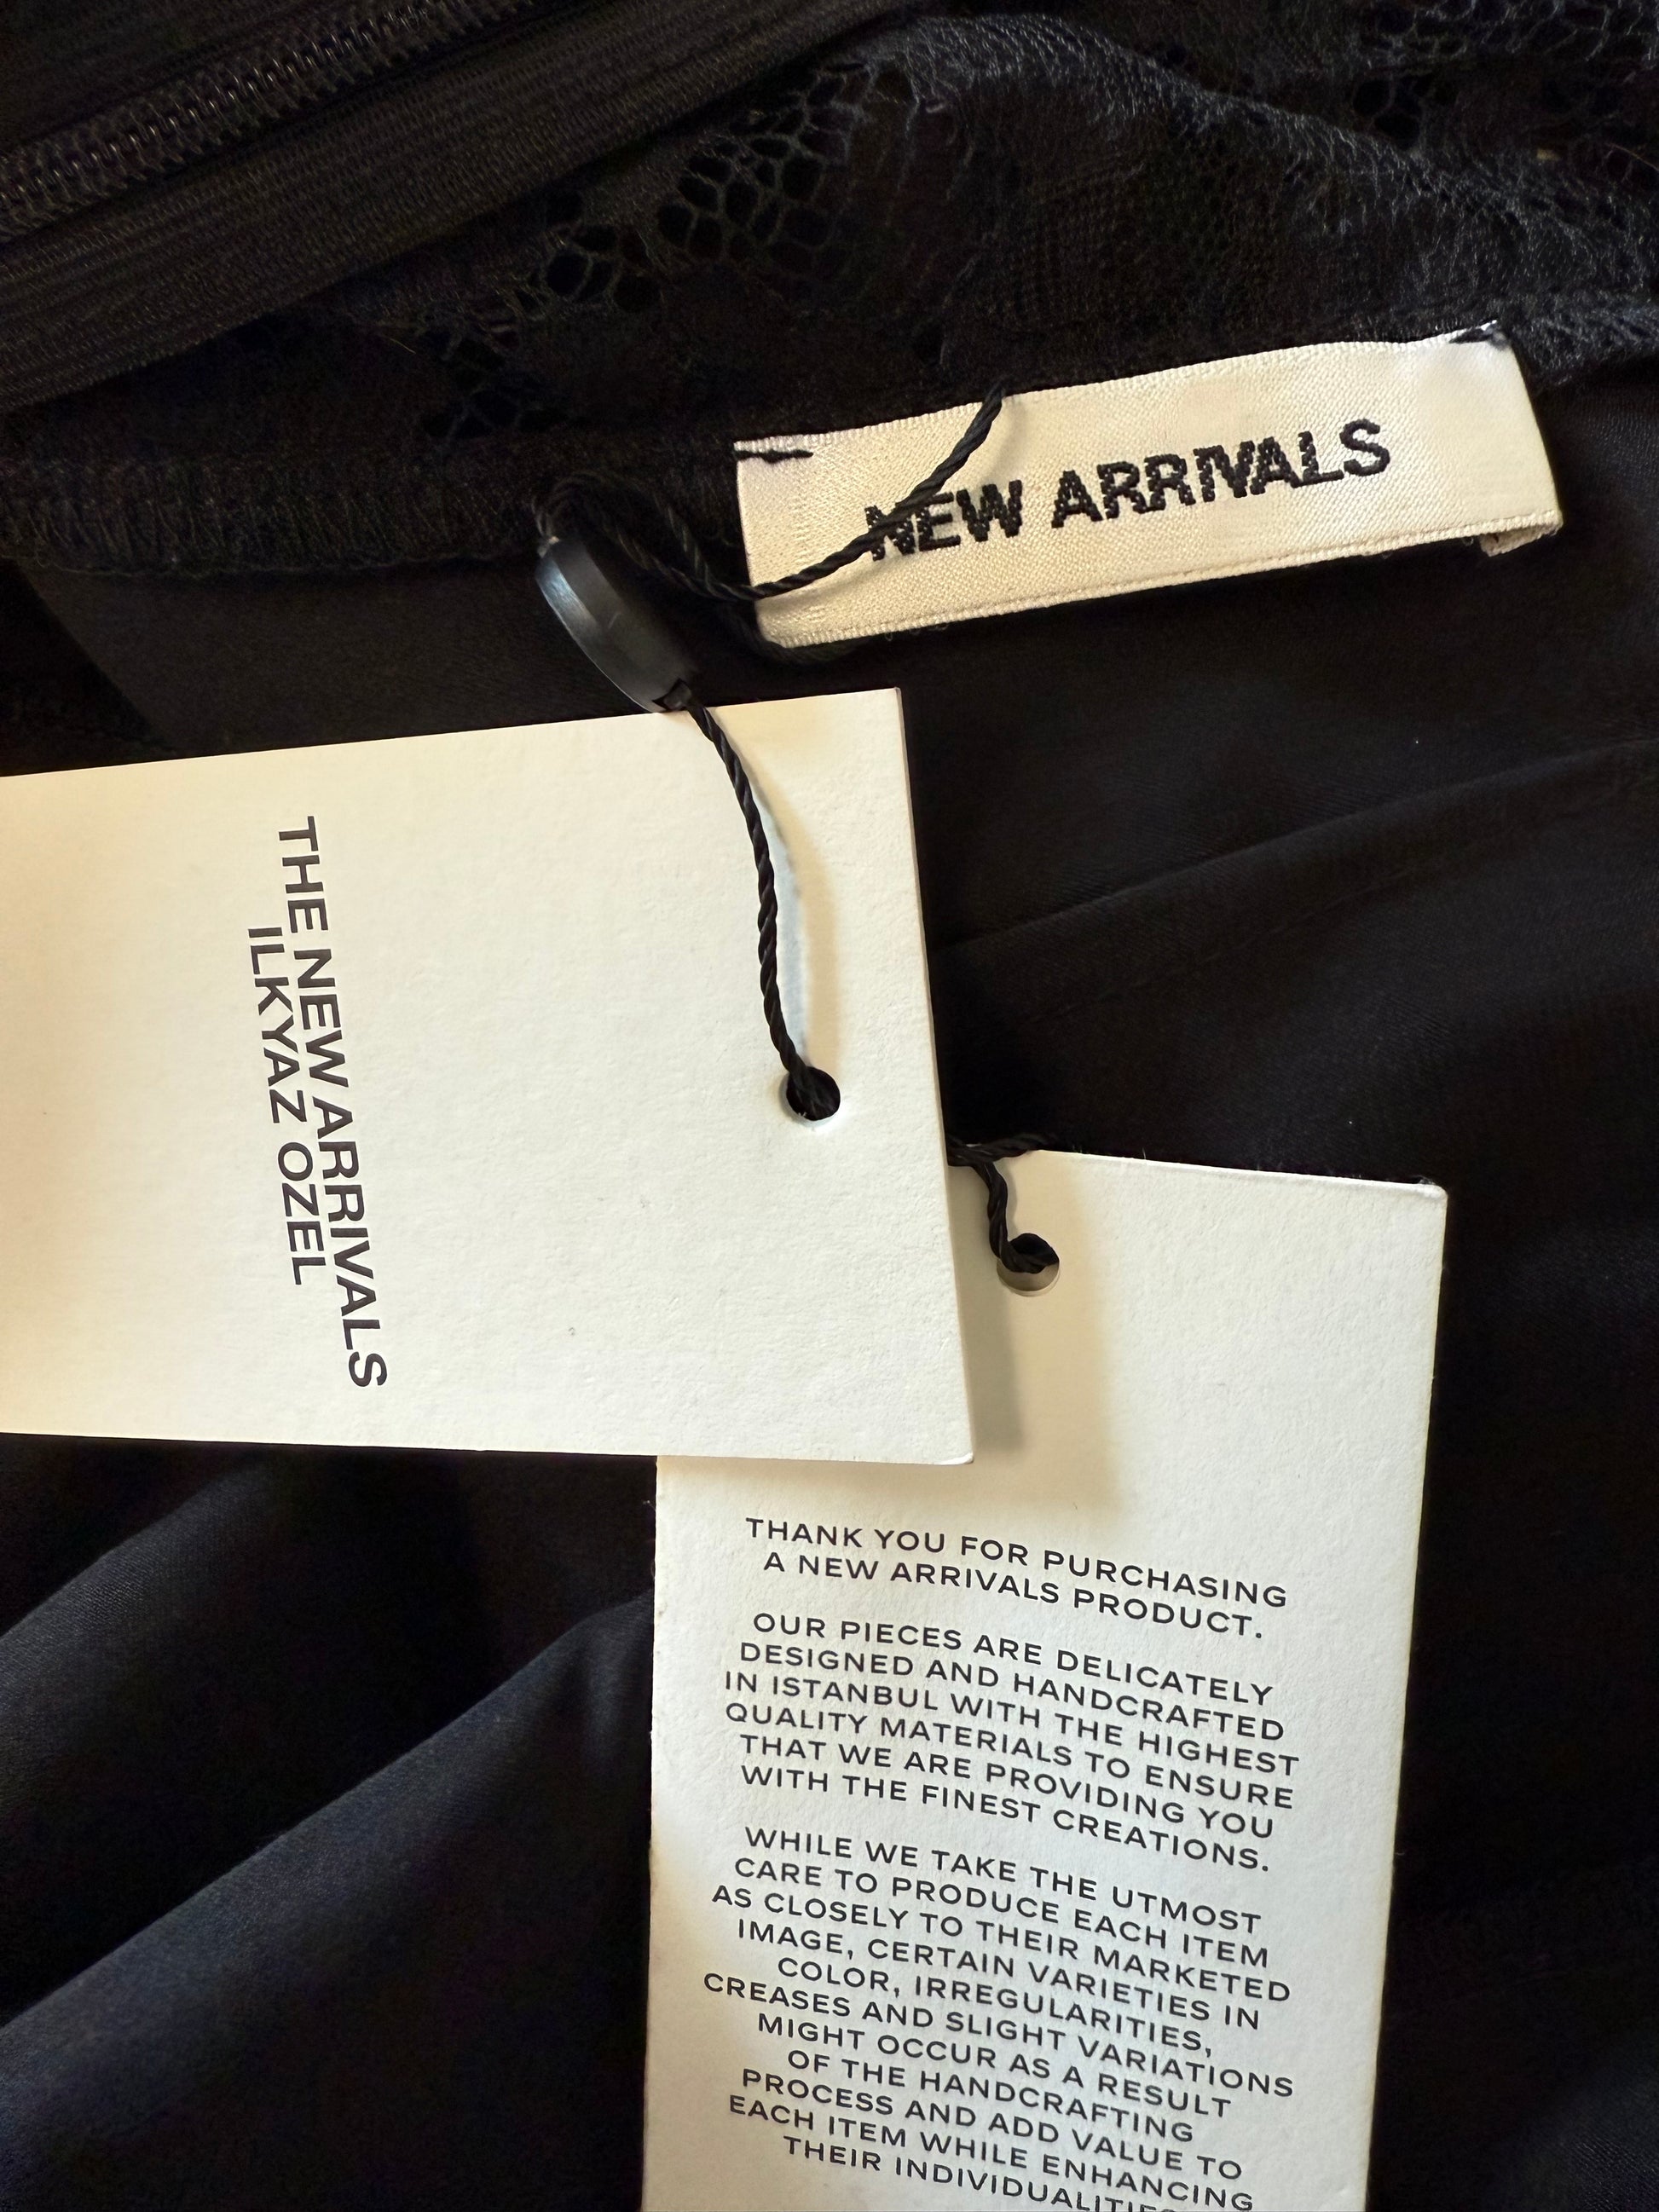 NEW ARRIVALS
THE NEW ARRIVALS
ILKYAZ OZEL
THANK YOU FOR PURCHASING
A NEW ARRIVALS PRODUCT.
OUR PIECES ARE DELICATELY
DESIGNED AND HANDCRAFTED
IN ISTANBUL WITH THE HIGHEST
QUALITY MATERIALS TO ENSURE
THAT WE ARE PROVIDING YOU
WITH THE FINEST CREATIONS.
WHILE WE TAKE THE UTMOST
CARE TO PRODUCE EACH ITEM
AS CLOSELY TO THEIR MARKETED
IMAGE, CERTAIN VARIETIES IN
COLOR, IRREGULARITIES,
CREASES AND SLIGHT VARIATIONS
MIGHT OCCUR AS A RESULT
OF THE HANDCRAFTING
PROCESS AND ADD VALUE TO
EACH ITEM WHILE ENHANCING
THEIR